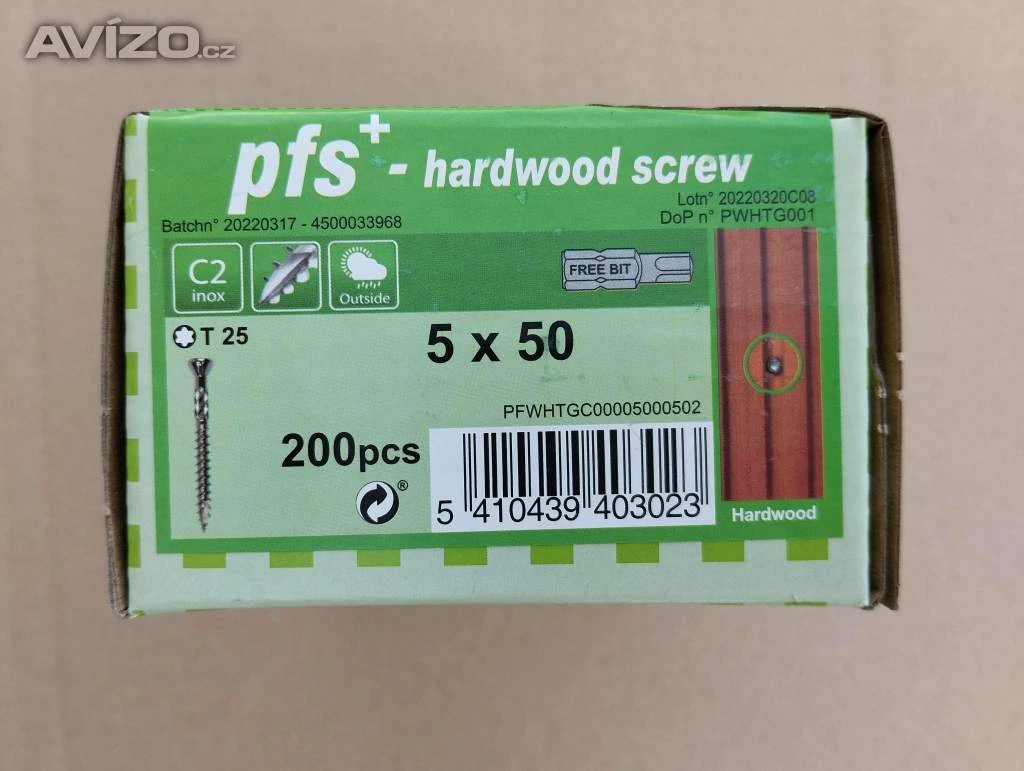 AVÍZO.cz
pfs+ - hardwood screw
Lotn° 20220320C08
Batchn° 20220317 - 4500033968
DoP n° PWHTG001
C2
inox
Outside
FREE BIT
T 25
5 x 50
PFWHTGC00005000502
200pcs
®
5 410439 403023
Hardwood